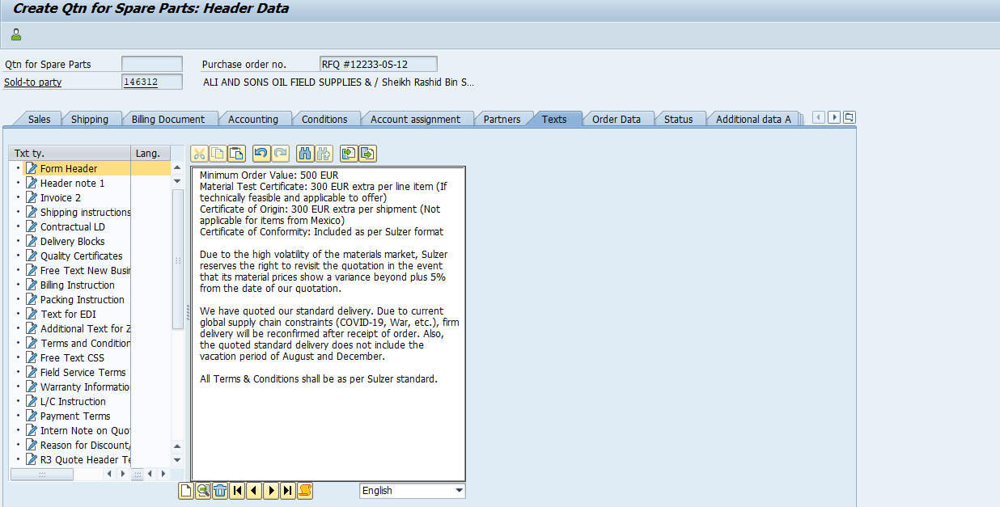 Create Qtn for Spare Parts: Header Data
Qtn for Spare Parts
Purchase order no. RFQ #12233-0S-12
Sold-to party 146312 ALI AND SONS OIL FIELD SUPPLIES & / Sheikh Rashid Bin S...
Sales Shipping Billing Document Accounting Conditions Account assignment Partners Texts Order Data Status Additional data A
Txt ty. Lang.
Form Header
Header note 1
Invoice 2
Shipping instructions
Contractual LD
Delivery Blocks
Quality Certificates
Free Text New Busin
Billing Instruction
Packing Instruction
Text for EDI
Additional Text for Z
Terms and Condition
Free Text CSS
Field Service Terms
Warranty Informatio
L/C Instruction
Payment Terms
Intern Note on Quot
Reason for Discount/
R3 Quote Header Te
Minimum Order Value: 500 EUR
Material Test Certificate: 300 EUR extra per line item (If
technically feasible and applicable to offer)
Certificate of Origin: 300 EUR extra per shipment (Not
applicable for items from Mexico)
Certificate of Conformity: Included as per Sulzer format
Due to the high volatility of the materials market, Sulzer
reserves the right to revisit the quotation in the event
that its material prices show a variance beyond plus 5%
from the date of our quotation.
We have quoted our standard delivery. Due to current
global supply chain constraints (COVID-19, War, etc.), firm
delivery will be reconfirmed after receipt of order. Also,
the quoted standard delivery does not include the
vacation period of August and December.
All Terms & Conditions shall be as per Sulzer standard.
English